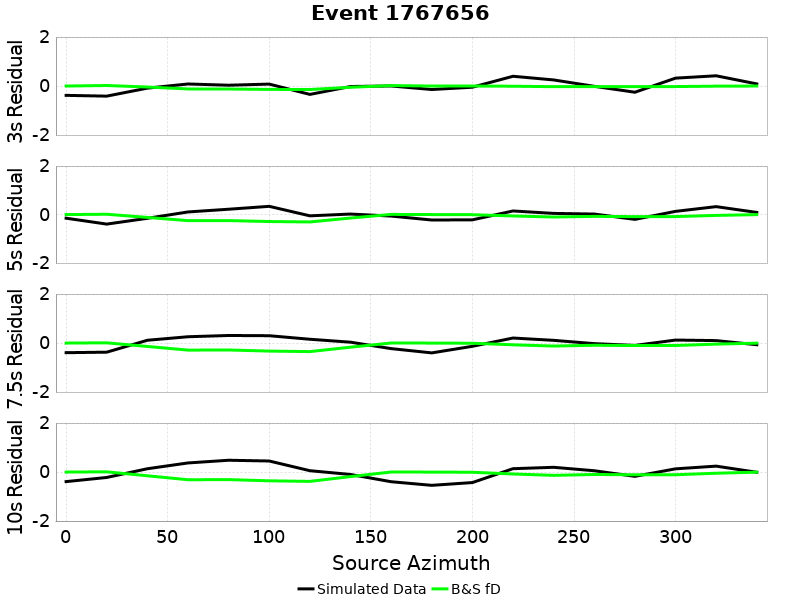 Event 1767656
3s Residual
2
0
-2
5s Residual
2
0
-2
7.5s Residual
2
0
-2
10s Residual
2
0
-2
0 50 100 150 200 250 300
Source Azimuth
Simulated Data B&S fD